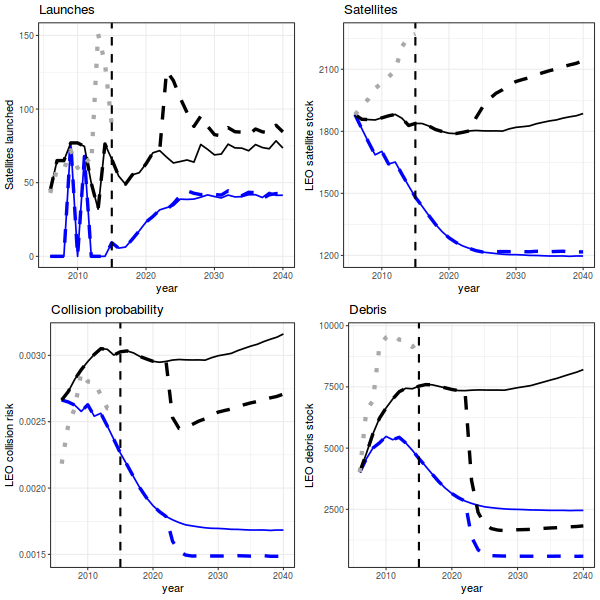 Launches
Satellites launched
150
100
50
0
2010
2020
2030
2040
year
Satellites
LEO satellite stock
2100
1800
1500
1200
2010
2020
2030
2040
year
Collision probability
LEO collision risk
0.0030
0.0025
0.0020
0.0015
2010
2020
2030
2040
year
Debris
LEO debris stock
10000
7500
5000
2500
2010
2020
2030
2040
year